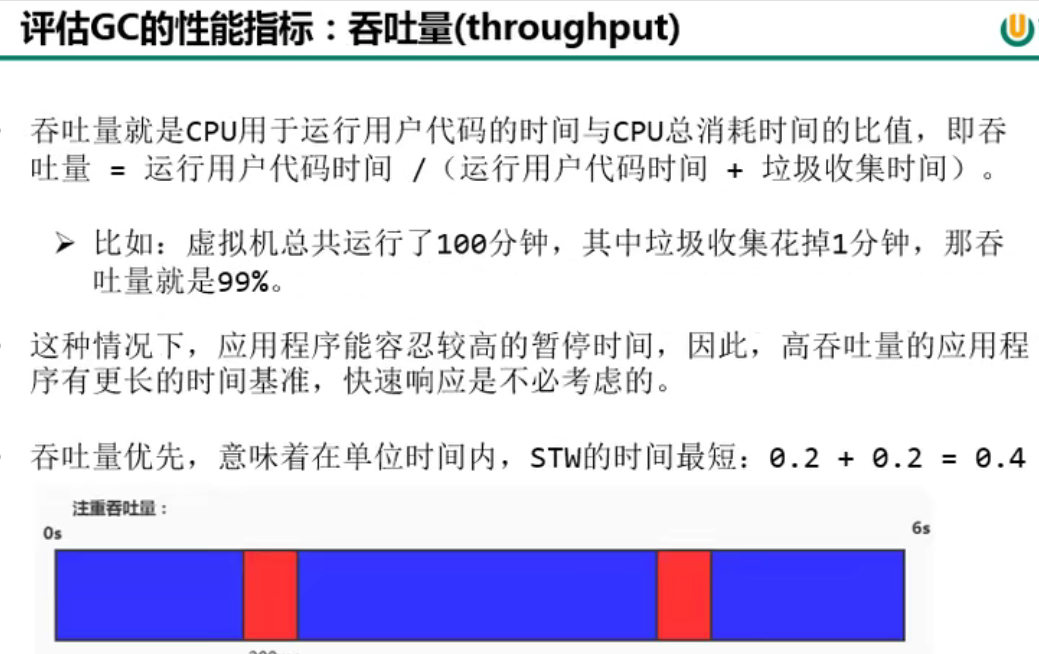 评估GC的性能指标：吞吐量(throughput)
吞吐量就是CPU用于运行用户代码的时间与CPU总消耗时间的比值，即吞
吐量 = 运行用户代码时间 /（运行用户代码时间 + 垃圾收集时间）。
➢ 比如：虚拟机总共运行了100分钟，其中垃圾收集花掉1分钟，那吞
吐量就是99%。
这种情况下，应用程序能容忍较高的暂停时间，因此，高吞吐量的应用程
序有更长的时间基准，快速响应是不必考虑的。
吞吐量优先，意味着在单位时间内，STW的时间最短：0.2 + 0.2 = 0.4
注重吞吐量：
0s
6s